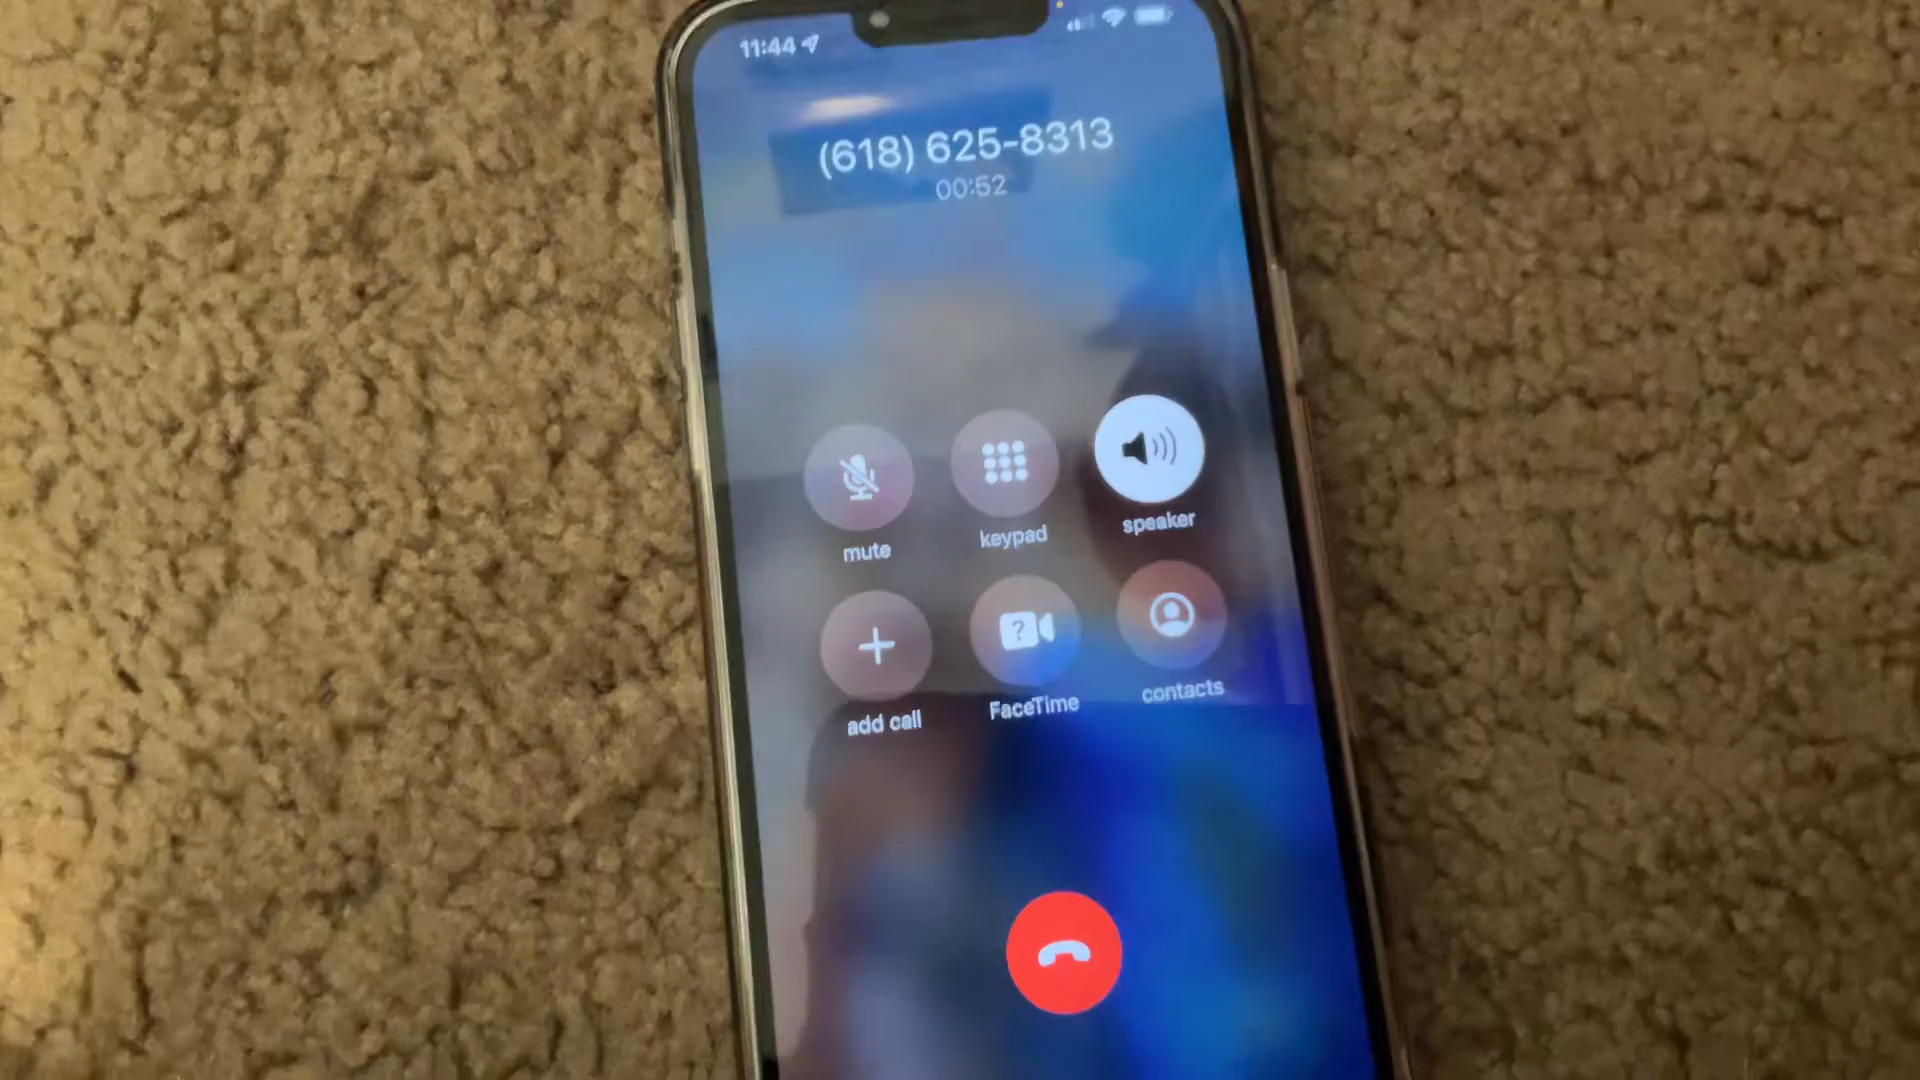 11:44
(618) 625-8313
00:52
mute
keypad
speaker
add call
?
FaceTime
contacts